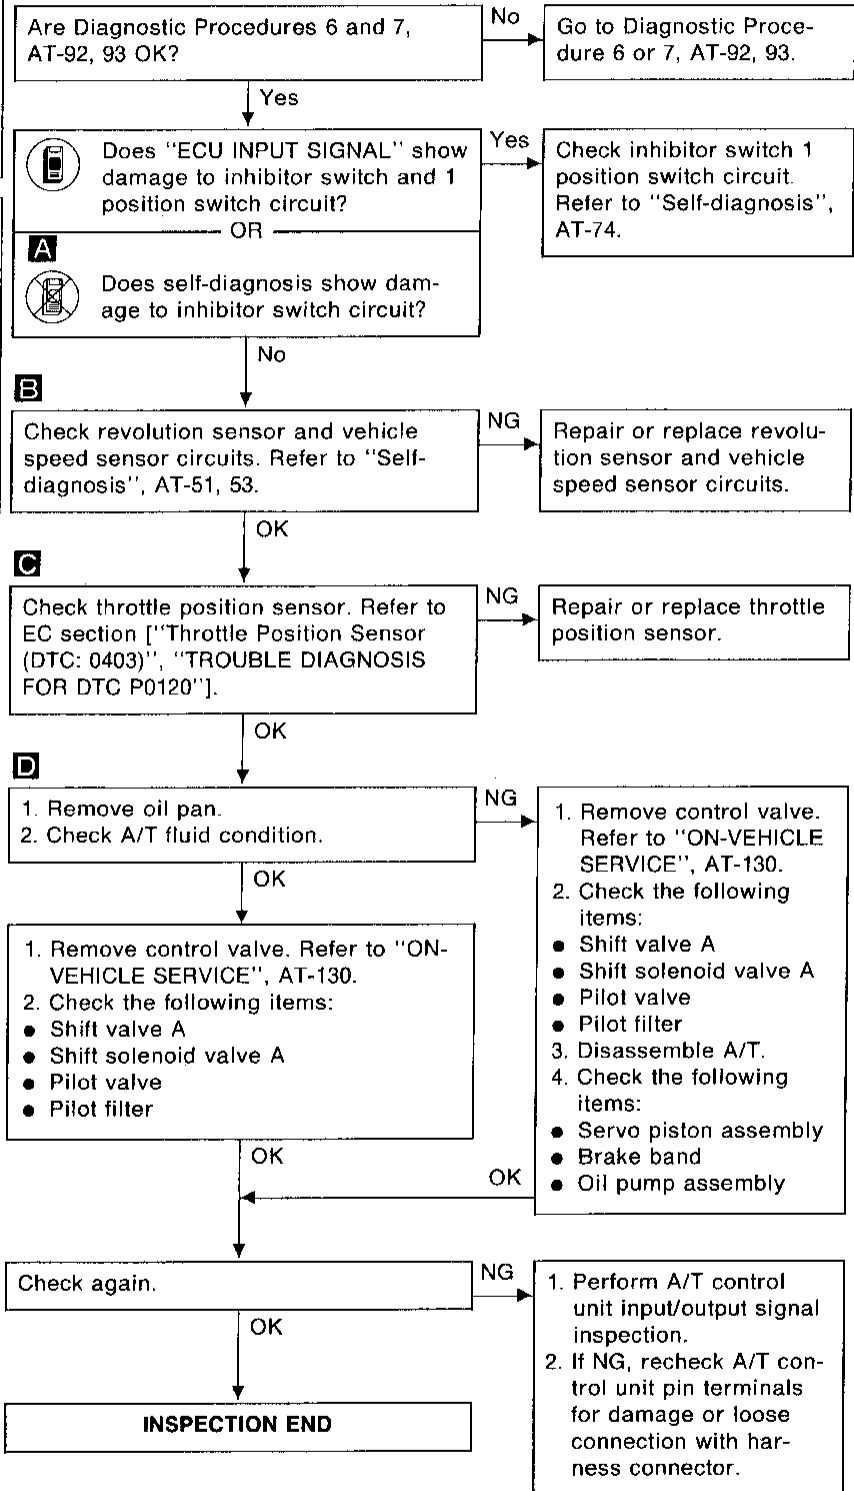 Are Diagnostic Procedures 6 and 7,
AT-92, 93 OK?
No
Go to Diagnostic Proce-
dure 6 or 7, AT-92, 93.
Yes
Does "ECU INPUT SIGNAL" show
damage to inhibitor switch and 1
position switch circuit?
Yes
Check inhibitor switch 1
position switch circuit.
Refer to "Self-diagnosis",
AT-74.
OR
A
Does self-diagnosis show dam-
age to inhibitor switch circuit?
No
B
Check revolution sensor and vehicle
speed sensor circuits. Refer to "Self-
diagnosis", AT-51, 53.
NG
Repair or replace revolu-
tion sensor and vehicle
speed sensor circuits.
OK
C
Check throttle position sensor. Refer to
EC section ["Throttle Position Sensor
(DTC: 0403)", "TROUBLE DIAGNOSIS
FOR DTC P0120"].
NG
Repair or replace throttle
position sensor.
OK
D
1. Remove oil pan.
2. Check A/T fluid condition.
NG
1. Remove control valve.
Refer to "ON-VEHICLE
SERVICE", AT-130.
2. Check the following
items:
● Shift valve A
● Shift solenoid valve A
● Pilot valve
● Pilot filter
3. Disassemble A/T.
4. Check the following
items:
● Servo piston assembly
● Brake band
● Oil pump assembly
OK
1. Remove control valve. Refer to "ON-
VEHICLE SERVICE", AT-130.
2. Check the following items:
● Shift valve A
● Shift solenoid valve A
● Pilot valve
● Pilot filter
OK
OK
Check again.
NG
1. Perform A/T control
unit input/output signal
inspection.
2. If NG, recheck A/T con-
trol unit pin terminals
for damage or loose
connection with har-
ness connector.
OK
INSPECTION END